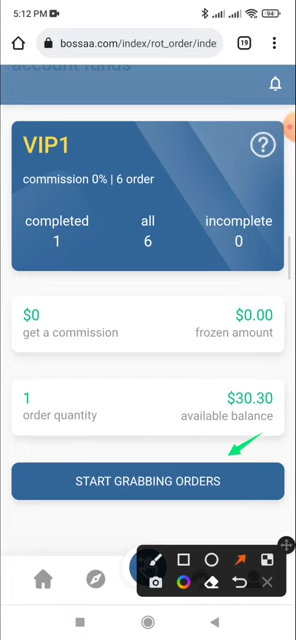 5:12 PM
94
bossaa.com/index/rot_order/inde
19
account funds
VIP1
?
commission 0% | 6 order
completed all incomplete
1 6 0
$0 $0.00
get a commission frozen amount
1 $30.30
order quantity available balance
START GRABBING ORDERS